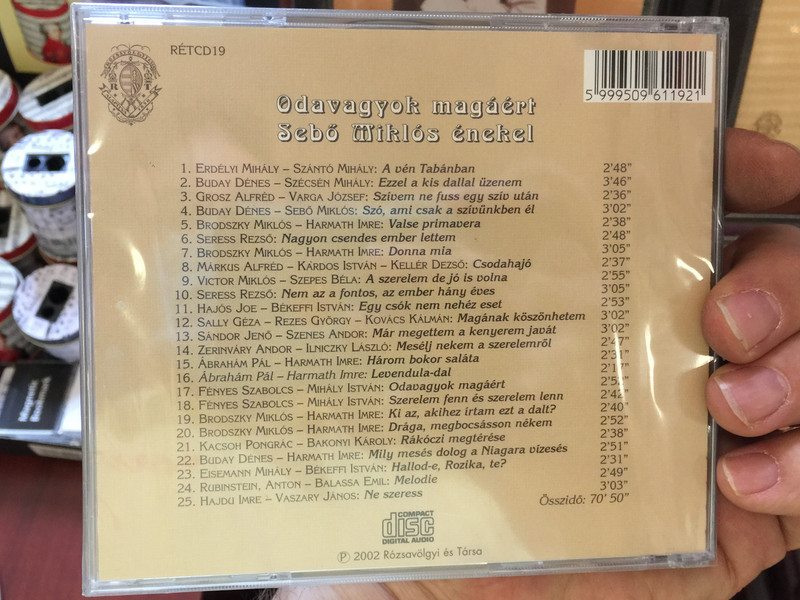 RÉTCD19
5 999509 611921
Odavagyok magáért
Sebő Miklós énekel
1. ERDÉLYI MIHÁLY – SZÁNTÓ MIHÁLY: A vén Tabánban 2'48"
2. BUDAY DÉNES – SZÉCSÉN MIHÁLY: Ezzel a kis dallal üzenem 3'46"
3. GROSZ ALFRÉD – VARGA JÓZSEF: Szívem ne fuss egy szív után 2'36"
4. BUDAY DÉNES – SEBŐ MIKLÓS: Szó, ami csak a szívünkben él 3'02"
5. BRODSZKY MIKLÓS – HARMATH IMRE: Valse primavera 2'38"
6. SERESS REZSŐ: Nagyon csendes ember lettem 2'48"
7. BRODSZKY MIKLÓS – HARMATH IMRE: Donna mia 3'05"
8. MÁRKUS ALFRÉD – KÁRDOS ISTVÁN – KELLÉR DEZSŐ: Csodahajó 2'37"
9. VICTOR MIKLÓS – SZEPES BÉLA: A szerelem de jó is volna 2'55"
10. SERESS REZSŐ: Nem az a fontos, az ember hány éves 3'05"
11. HAJÓS JOE – BÉKEFFI ISTVÁN: Egy csók nem nehéz eset 2'53"
12. SALLY GÉZA – REZES GYÖRGY – KOVÁCS KÁLMÁN: Magának köszönhetem 3'02"
13. SÁNDOR JENŐ – SZENES ANDOR: Már megettem a kenyerem javát 3'02"
14. ZERINVÁRY ANDOR – ILNICZKY LÁSZLÓ: Mesélj nekem a szerelemről 2'47"
15. ÁBRAHÁM PÁL – HARMATH IMRE: Három bokor saláta 2'31"
16. Ábrahám Pál – Harmath Imre: Levendula-dal 2'17"
17. FÉNYES SZABOLCS – MIHÁLY ISTVÁN: Odavagyok magáért 2'53"
18. FÉNYES SZABOLCS – MIHÁLY ISTVÁN: Szerelem fenn és szerelem lenn 2'42"
19. BRODSZKY MIKLÓS – HARMATH IMRE: Ki az, akihez írtam ezt a dalt? 2'40"
20. BRODSZKY MIKLÓS – HARMATH IMRE: Drága, megbocsásson nékem 2'52"
21. KACSOH PONGRÁC – BAKONYI KÁROLY: Rákóczi megtérése 2'38"
22. BUDAY DÉNES – HARMATH IMRE: Mily mesés dolog a Niagara vízesés 2'51"
23. EISEMANN MIHÁLY – BÉKEFFI ISTVÁN: Hallod-e, Rozika, te? 2'31"
24. RUBINSTEIN, ANTON – BALASSA EMIL: Melodie 2'49"
25. HAJDU IMRE – VASZARY JÁNOS: Ne szeress 3'03"
Összidő: 70' 50"
COMPACT
disc
DIGITAL AUDIO
Ⓟ 2002 Rózsavölgyi és Társa